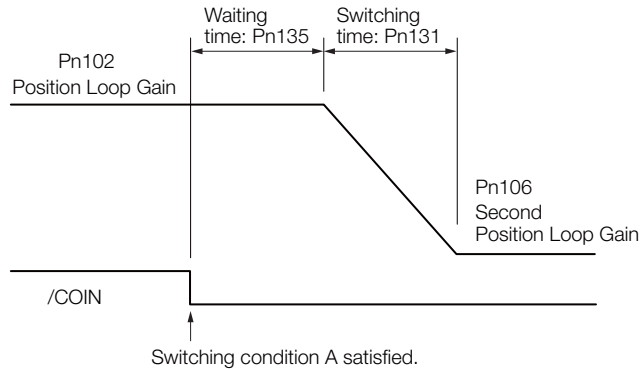 Waiting
time: Pn135
Switching
time: Pn131
Pn102
Position Loop Gain
Pn106
Second
Position Loop Gain
/COIN
Switching condition A satisfied.